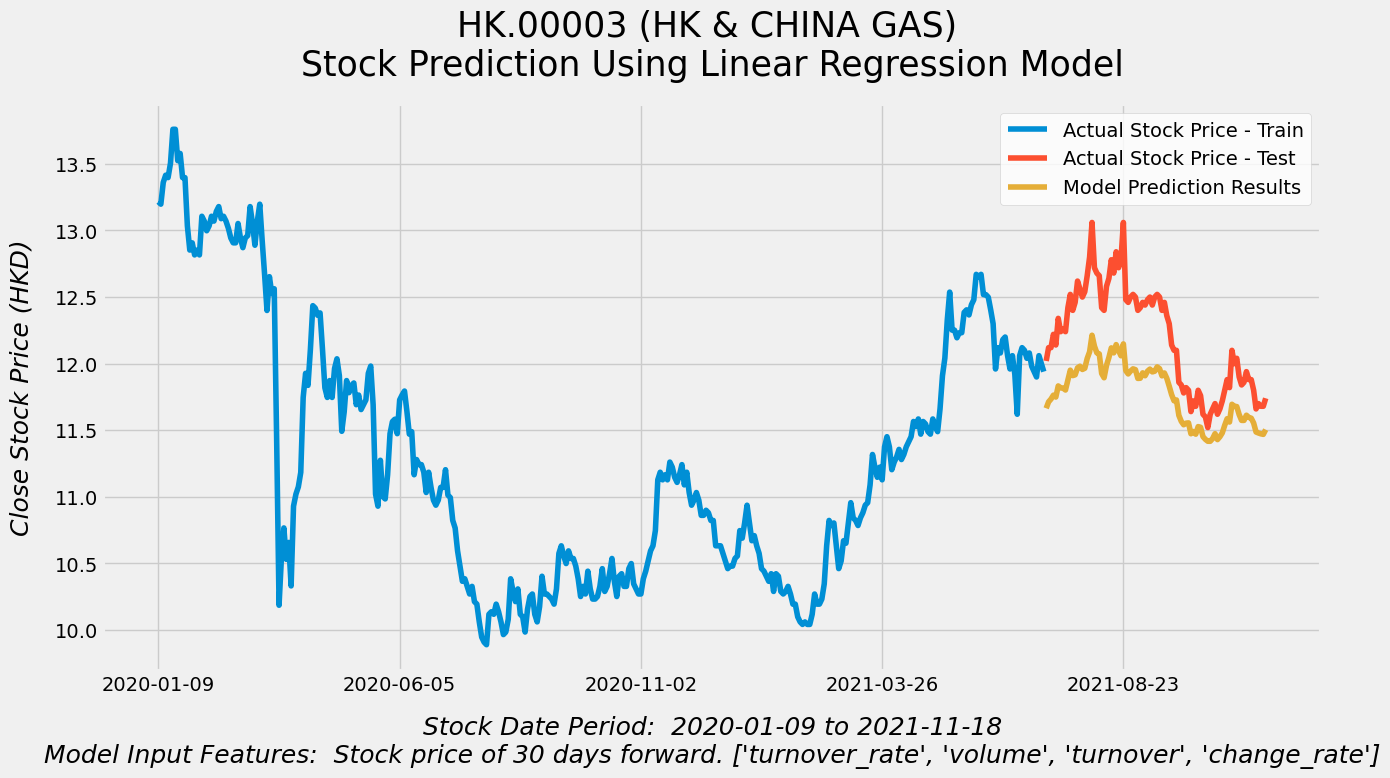 HK.00003 (HK & CHINA GAS)
Stock Prediction Using Linear Regression Model
Actual Stock Price - Train
Actual Stock Price - Test
Model Prediction Results
Close Stock Price (HKD)
13.5
13.0
12.5
12.0
11.5
11.0
10.5
10.0
2020-01-09 2020-06-05 2020-11-02 2021-03-26 2021-08-23
Stock Date Period:  2020-01-09 to 2021-11-18
Model Input Features:  Stock price of 30 days forward. ['turnover_rate', 'volume', 'turnover', 'change_rate']